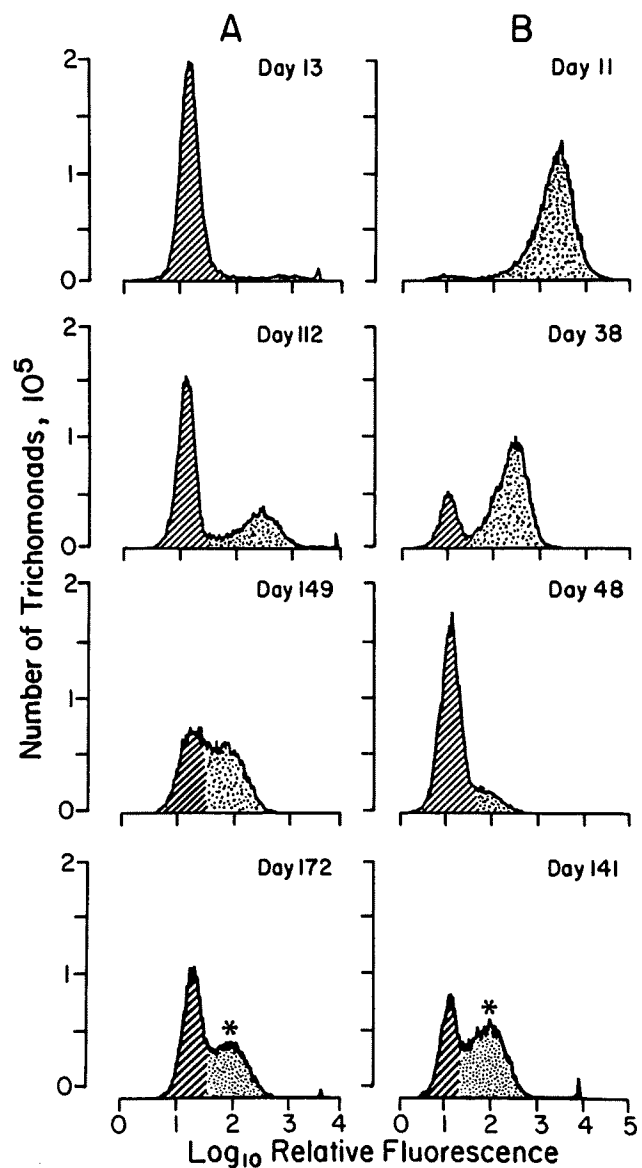 A B
Day 13 Day 11
2
1
0
Day 112 Day 38
2
1
0
Day 149 Day 48
2
1
0
Day 172 Day 141
2
1
* *
0
0 1 2 3 4 0 1 2 3 4 5
Number of Trichomonads, 10⁵
Log₁₀ Relative Fluorescence